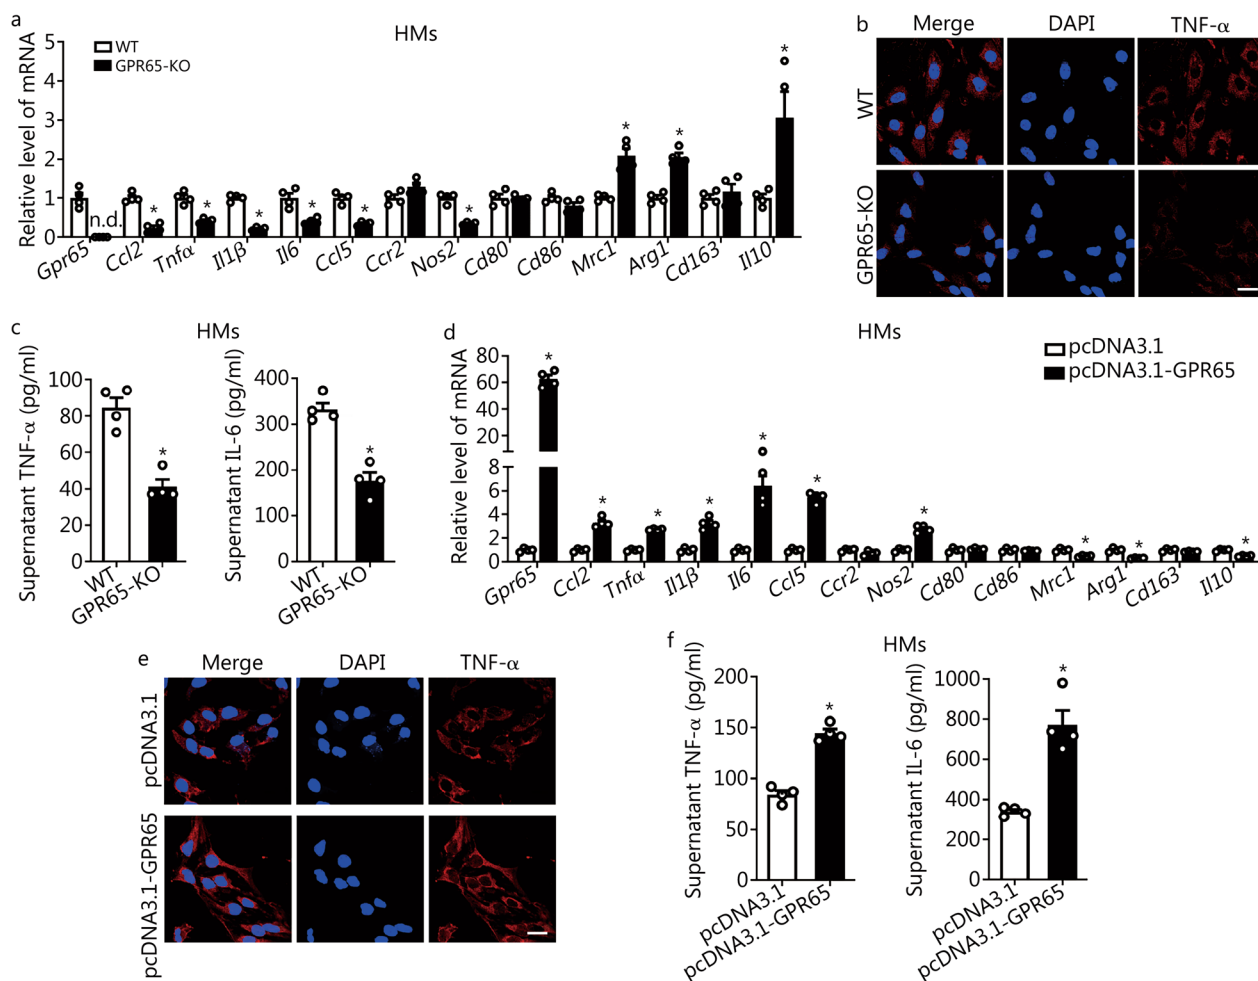 a
HMs
WT
GPR65-KO
Relative level of mRNA
5
4
3
2
1
0
n.d.
* * * * * * * * *
Gpr65 Ccl2 Tnfα Il1β Il6 Ccl5 Ccr2 Nos2 Cd80 Cd86 Mrc1 Arg1 Cd163 Il10
b
Merge DAPI TNF-α
WT
GPR65-KO
c
HMs
Supernatant TNF-α (pg/ml)
100
80
60
40
20
0
*
WT
GPR65-KO
Supernatant IL-6 (pg/ml)
400
300
200
100
0
*
WT
GPR65-KO
d
HMs
pcDNA3.1
pcDNA3.1-GPR65
Relative level of mRNA
80
60
40
20
8
6
4
2
0
* * * * * * * * * *
Gpr65 Ccl2 Tnfα Il1β Il6 Ccl5 Ccr2 Nos2 Cd80 Cd86 Mrc1 Arg1 Cd163 Il10
e
Merge DAPI TNF-α
pcDNA3.1
pcDNA3.1-GPR65
f
HMs
Supernatant TNF-α (pg/ml)
200
150
100
50
0
*
pcDNA3.1
pcDNA3.1-GPR65
Supernatant IL-6 (pg/ml)
1000
800
600
400
200
0
*
pcDNA3.1
pcDNA3.1-GPR65